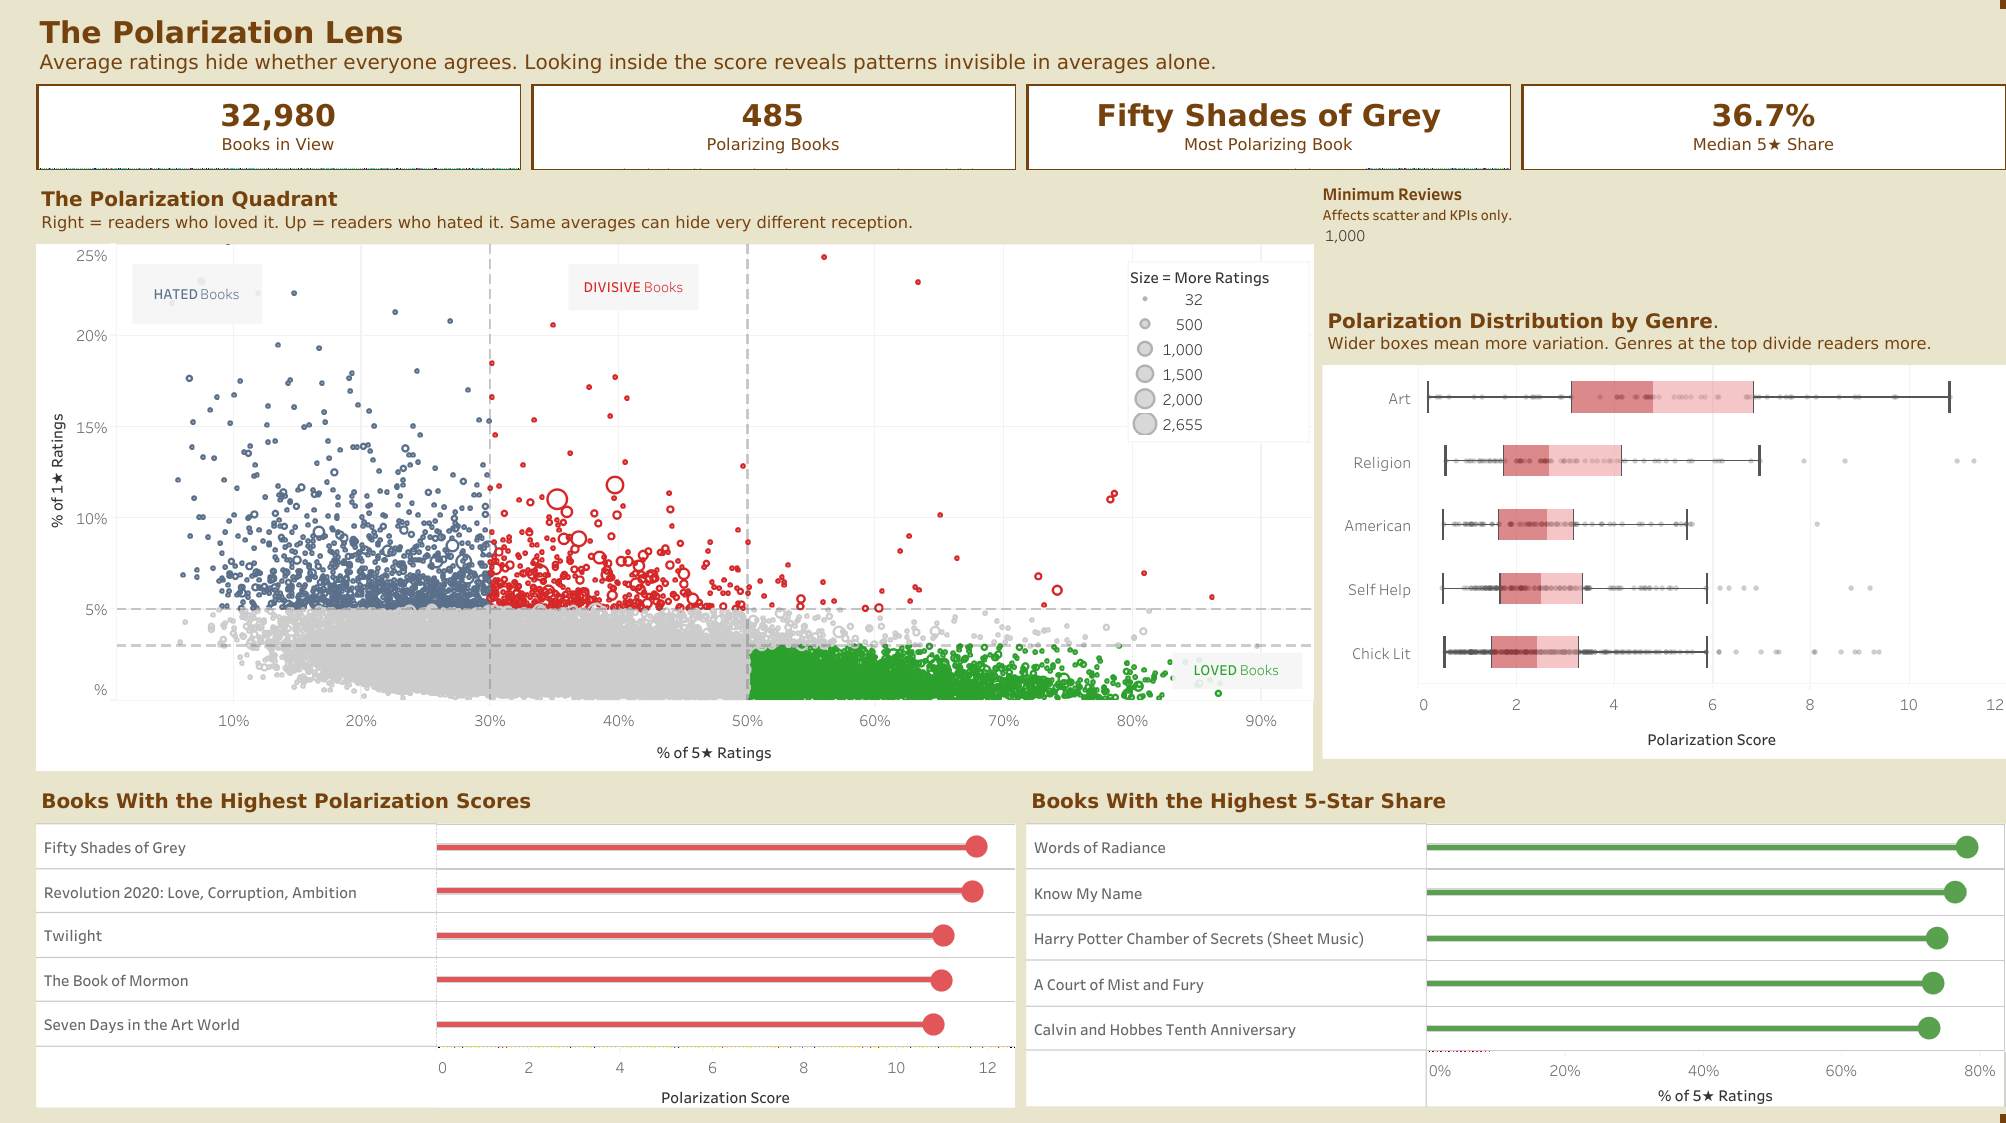 The Polarization Lens
Average ratings hide whether everyone agrees. Looking inside the score reveals patterns invisible in averages alone.
32,980
Books in View
485
Polarizing Books
Fifty Shades of Grey
Most Polarizing Book
36.7%
Median 5★ Share
The Polarization Quadrant
Right = readers who loved it. Up = readers who hated it. Same averages can hide very different reception.
Minimum Reviews
Affects scatter and KPIs only.
1,000
25%
20%
15%
10%
5%
%
% of 1★ Ratings
HATED Books
DIVISIVE Books
LOVED Books
Size = More Ratings
32
500
1,000
1,500
2,000
2,655
10%
20%
30%
40%
50%
60%
70%
80%
90%
% of 5★ Ratings
Polarization Distribution by Genre.
Wider boxes mean more variation. Genres at the top divide readers more.
Art
Religion
American
Self Help
Chick Lit
0
2
4
6
8
10
12
Polarization Score
Books With the Highest Polarization Scores
Fifty Shades of Grey
Revolution 2020: Love, Corruption, Ambition
Twilight
The Book of Mormon
Seven Days in the Art World
0
2
4
6
8
10
12
Polarization Score
Books With the Highest 5-Star Share
Words of Radiance
Know My Name
Harry Potter Chamber of Secrets (Sheet Music)
A Court of Mist and Fury
Calvin and Hobbes Tenth Anniversary
0%
20%
40%
60%
80%
% of 5★ Ratings